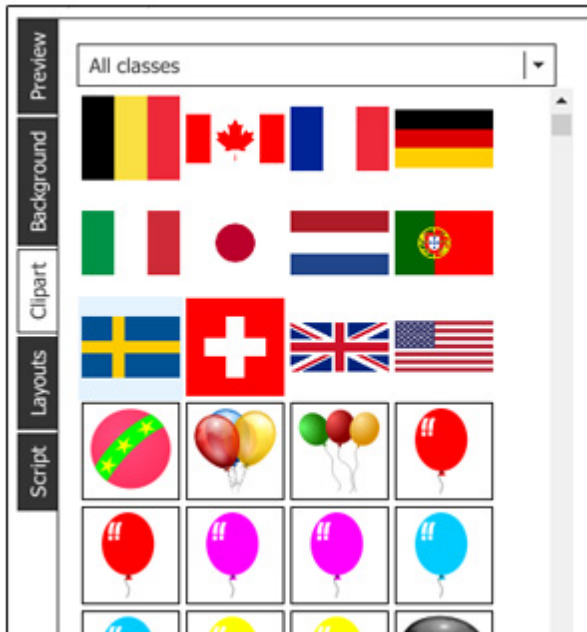 All classes
Preview
Background
Clipart
Layouts
Script